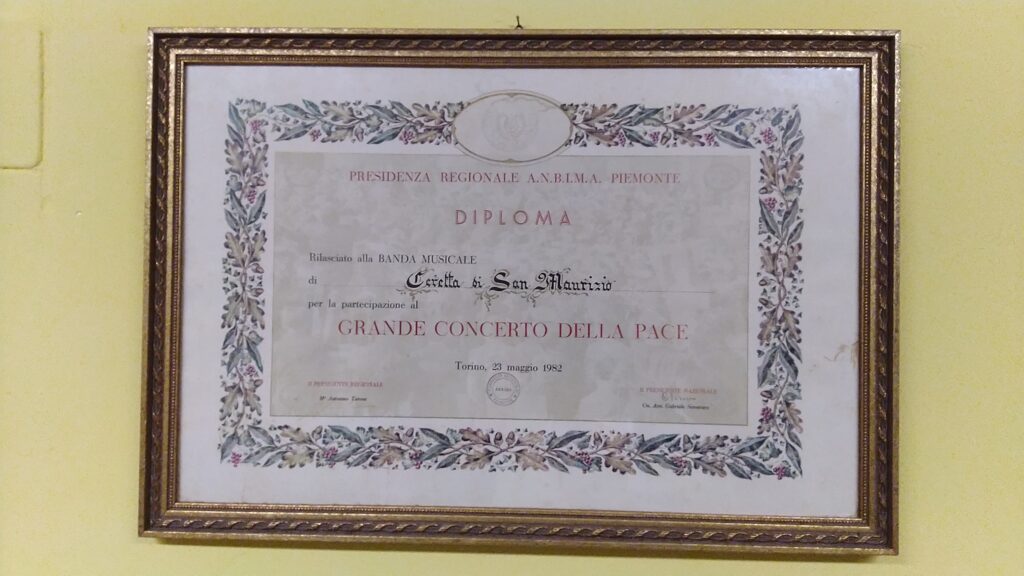 PRESIDENZA REGIONALE A.N.B.I.M.A. PIEMONTE
DIPLOMA
Rilasciato alla BANDA MUSICALE
di Ceretta di San Maurizio
per la partecipazione al
GRANDE CONCERTO DELLA PACE
Torino, 23 maggio 1982
IL PRESIDENTE REGIONALE
IL PRESIDENTE NAZIONALE